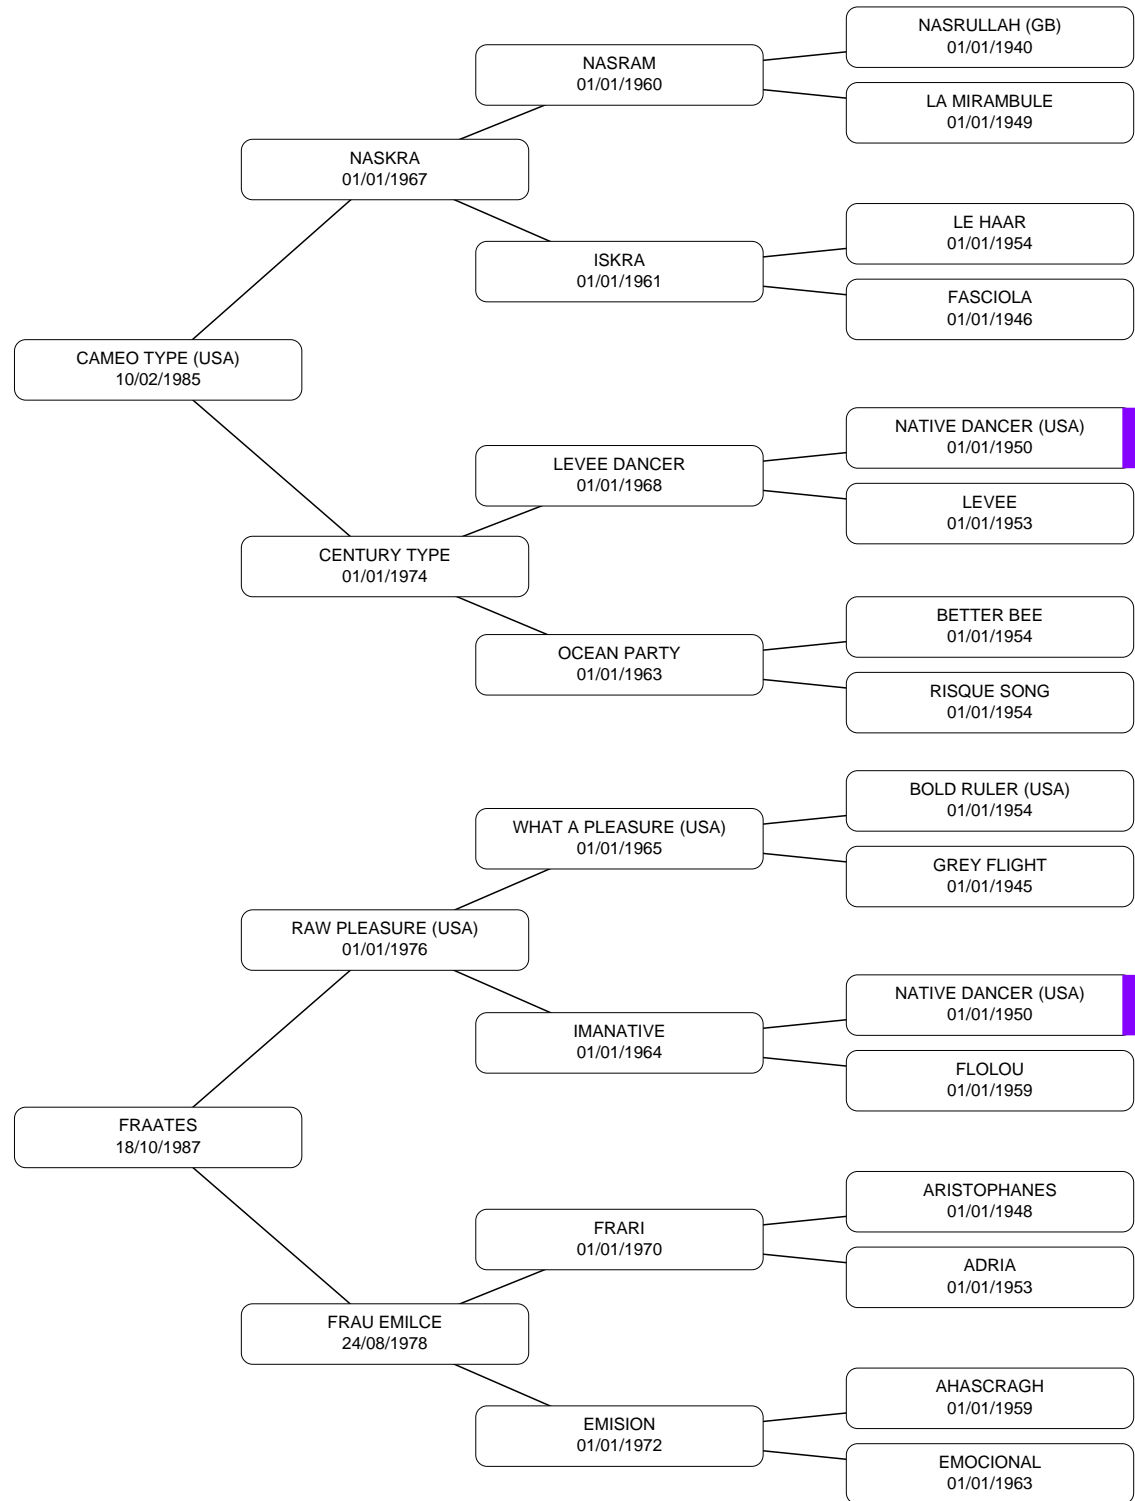 NASRULLAH (GB)
01/01/1940
NASRAM
01/01/1960
LA MIRAMBULE
01/01/1949
NASKRA
01/01/1967
LE HAAR
01/01/1954
ISKRA
01/01/1961
FASCIOLA
01/01/1946
CAMEO TYPE (USA)
10/02/1985
NATIVE DANCER (USA)
01/01/1950
LEVEE DANCER
01/01/1968
LEVEE
01/01/1953
CENTURY TYPE
01/01/1974
BETTER BEE
01/01/1954
OCEAN PARTY
01/01/1963
RISQUE SONG
01/01/1954
BOLD RULER (USA)
01/01/1954
WHAT A PLEASURE (USA)
01/01/1965
GREY FLIGHT
01/01/1945
RAW PLEASURE (USA)
01/01/1976
NATIVE DANCER (USA)
01/01/1950
IMANATIVE
01/01/1964
FLOLOU
01/01/1959
FRAATES
18/10/1987
ARISTOPHANES
01/01/1948
FRARI
01/01/1970
ADRIA
01/01/1953
FRAU EMILCE
24/08/1978
AHASCRAGH
01/01/1959
EMISION
01/01/1972
EMOCIONAL
01/01/1963